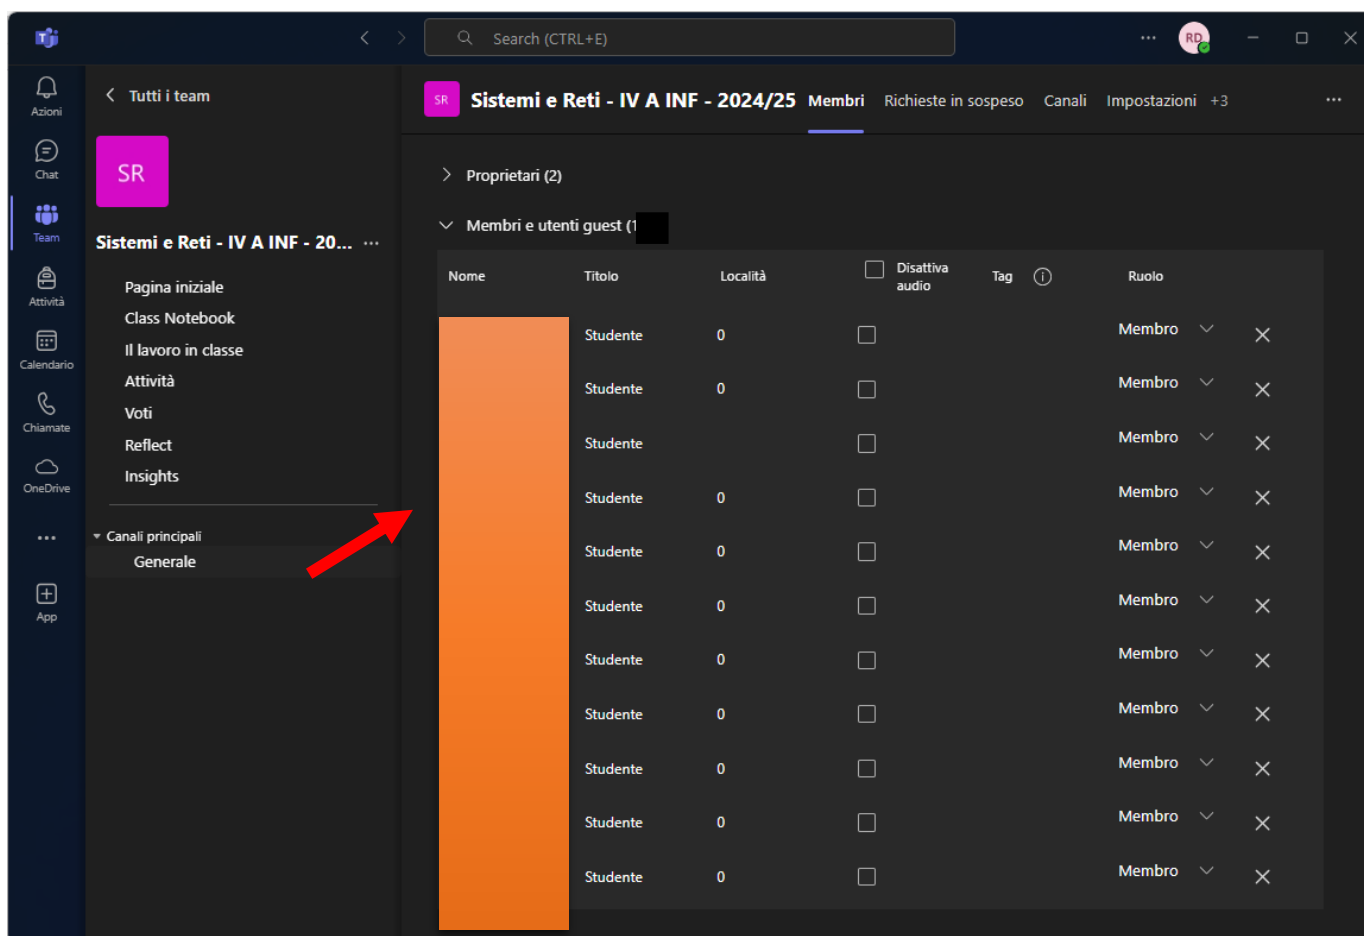 Search (CTRL+E)
RD
Azioni
Chat
Team
Attività
Calendario
Chiamate
OneDrive
App
Tutti i team
SR
Sistemi e Reti - IV A INF - 20...
Pagina iniziale
Class Notebook
Il lavoro in classe
Attività
Voti
Reflect
Insights
Canali principali
Generale
SR Sistemi e Reti - IV A INF - 2024/25 Membri Richieste in sospeso Canali Impostazioni +3
Proprietari (2)
Membri e utenti guest (1
Nome Titolo Località Disattiva audio Tag Ruolo
Studente 0 Membro
Studente 0 Membro
Studente Membro
Studente 0 Membro
Studente 0 Membro
Studente 0 Membro
Studente 0 Membro
Studente 0 Membro
Studente 0 Membro
Studente 0 Membro
Studente 0 Membro